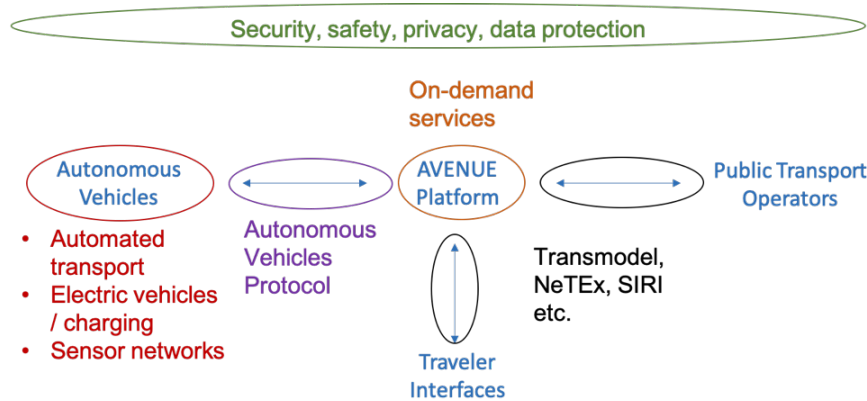 Security, safety, privacy, data protection
On-demand
services
Autonomous
Vehicles
AVENUE
Platform
Public Transport
Operators
• Automated
transport
• Electric vehicles
/ charging
• Sensor networks
Autonomous
Vehicles
Protocol
Transmodel,
NeTEx, SIRI
etc.
Traveler
Interfaces